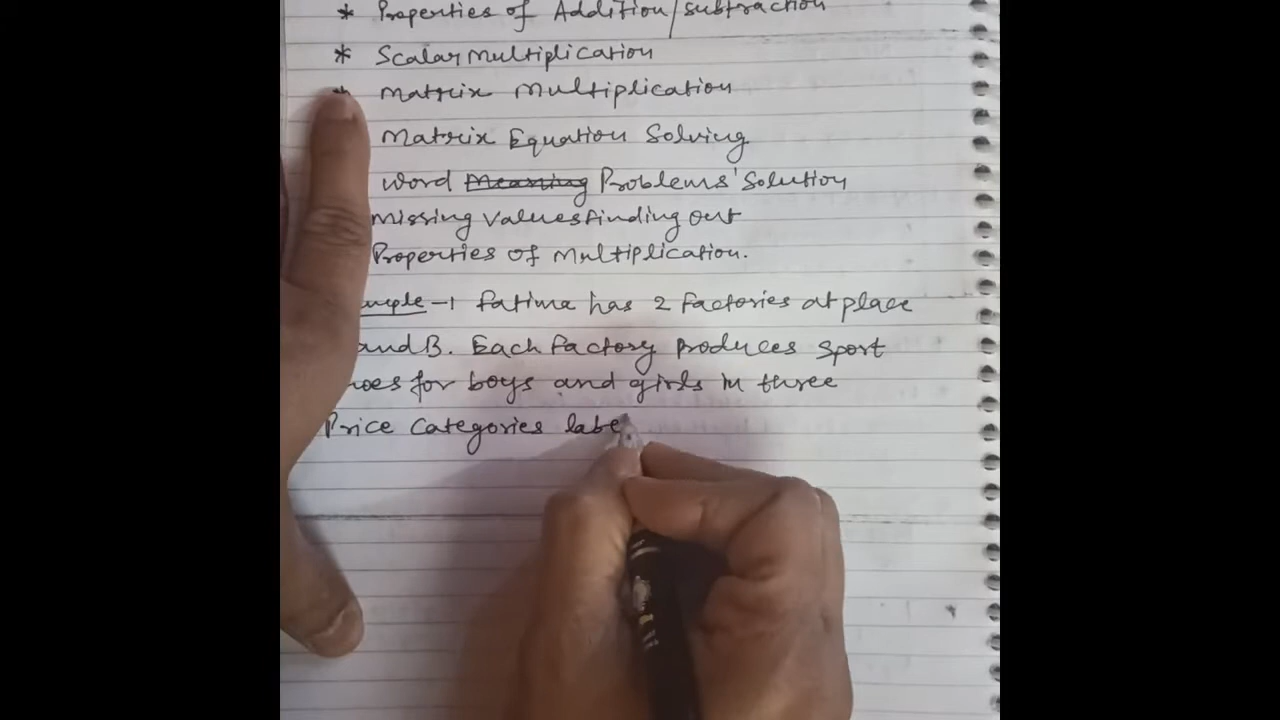 * Properties of Addition/subtraction
* Scalar multiplication
* Matrix Multiplication
Matrix Equation Solving
word Meaning Problems' Solution
Missing values finding out
Properties of Multiplication.
-1 Fatima has 2 factories at place
and B. Each factory produces sport
for boys and girls in three
Price Categories labe